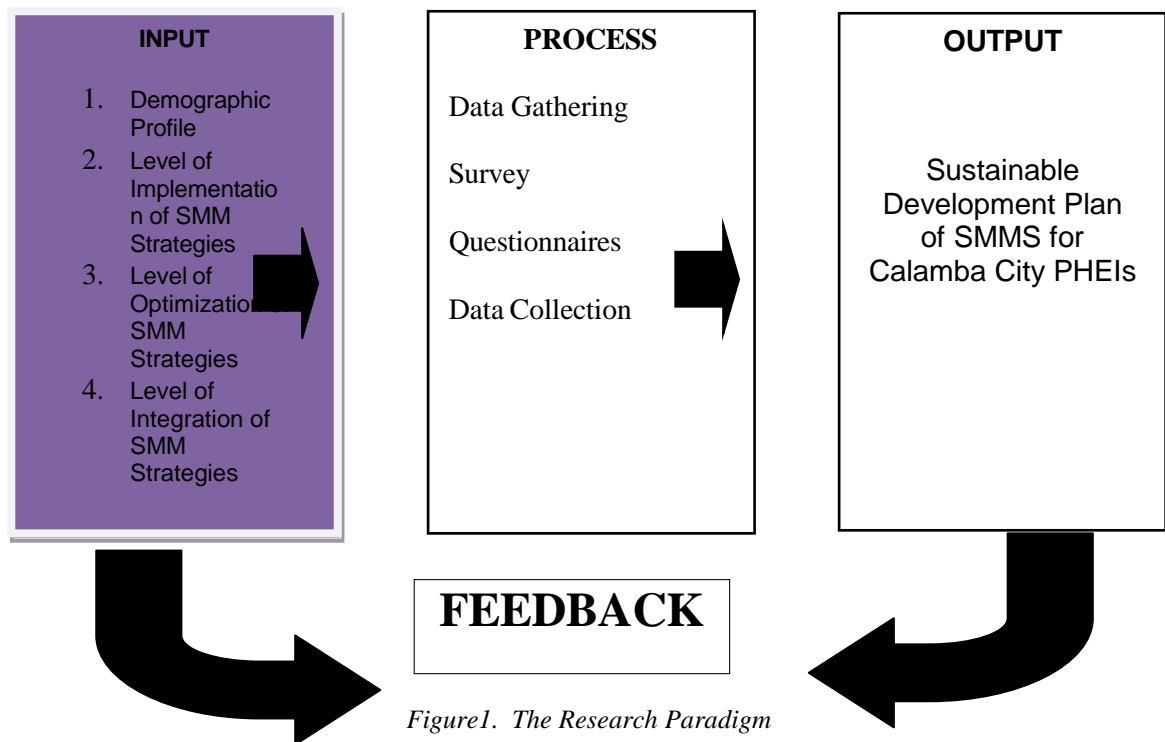 INPUT
1. Demographic
Profile
2. Level of
Implementatio
n of SMM
Strategies
3. Level of
Optimization
SMM
Strategies
4. Level of
Integration of
SMM
Strategies
PROCESS
Data Gathering
Survey
Questionnaires
Data Collection
OUTPUT
Sustainable
Development Plan
of SMMS for
Calamba City PHEIs
FEEDBACK
Figure1. The Research Paradigm